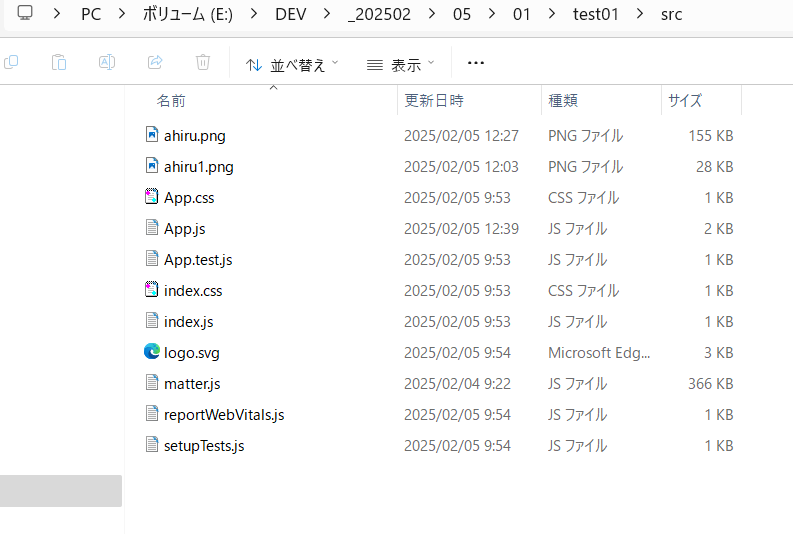 PC > ボリューム (E:) > DEV > _202502 > 05 > 01 > test01 > src
並べ替え 表示 ...
名前 更新日時 種類 サイズ
ahiru.png 2025/02/05 12:27 PNG ファイル 155 KB
ahiru1.png 2025/02/05 12:03 PNG ファイル 28 KB
App.css 2025/02/05 9:53 CSS ファイル 1 KB
App.js 2025/02/05 12:39 JS ファイル 2 KB
App.test.js 2025/02/05 9:53 JS ファイル 1 KB
index.css 2025/02/05 9:53 CSS ファイル 1 KB
index.js 2025/02/05 9:53 JS ファイル 1 KB
logo.svg 2025/02/05 9:54 Microsoft Edg... 3 KB
matter.js 2025/02/04 9:22 JS ファイル 366 KB
reportWebVitals.js 2025/02/05 9:54 JS ファイル 1 KB
setupTests.js 2025/02/05 9:54 JS ファイル 1 KB